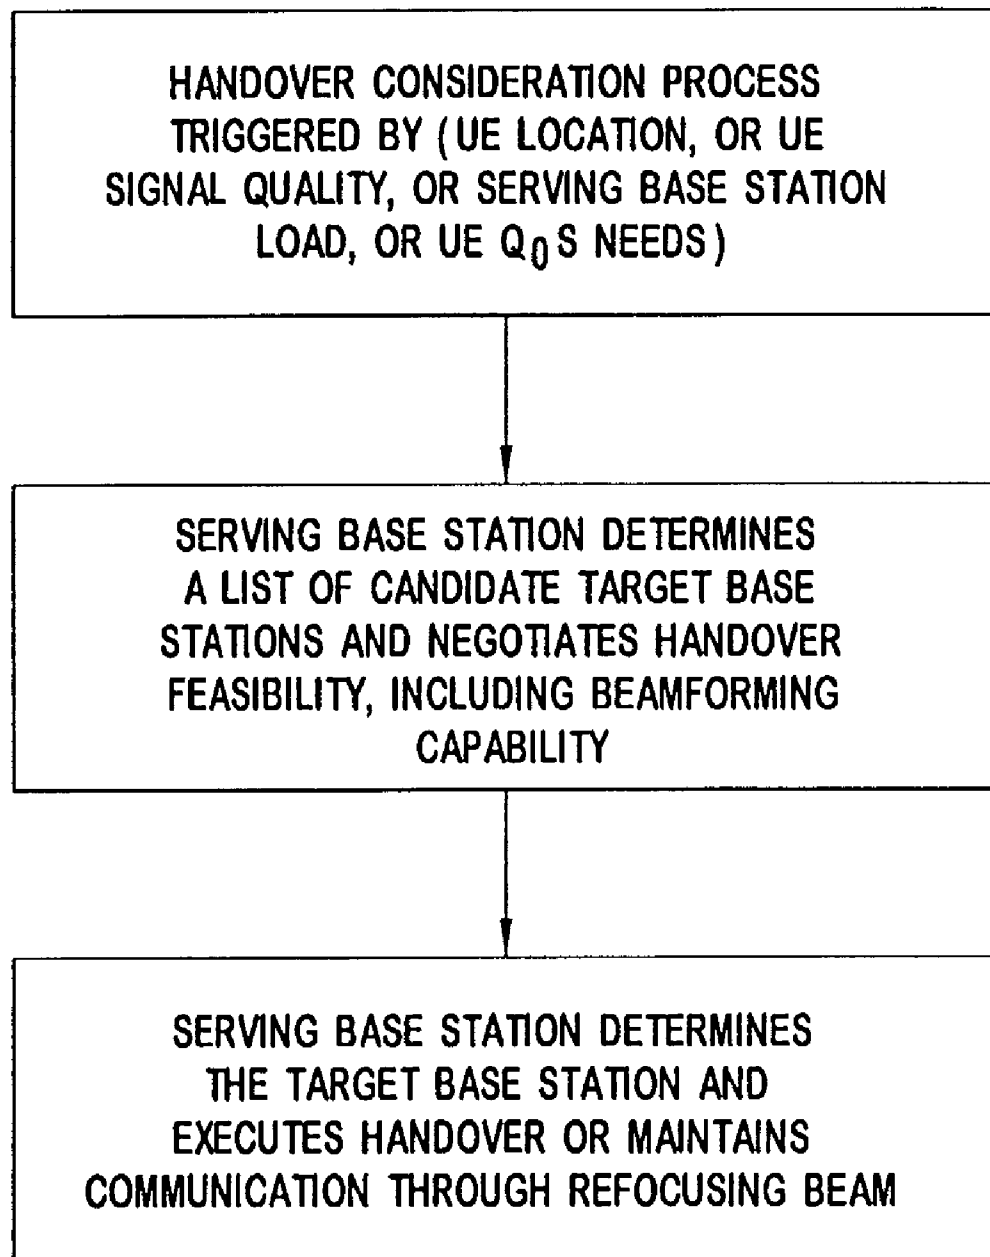 HANDOVER CONSIDERATION PROCESS
TRIGGERED BY (UE LOCATION, OR UE
SIGNAL QUALITY, OR SERVING BASE STATION
LOAD, OR UE Q0S NEEDS)
SERVING BASE STATION DETERMINES
A LIST OF CANDIDATE TARGET BASE
STATIONS AND NEGOTIATES HANDOVER
FEASIBILITY, INCLUDING BEAMFORMING
CAPABILITY
SERVING BASE STATION DETERMINES
THE TARGET BASE STATION AND
EXECUTES HANDOVER OR MAINTAINS
COMMUNICATION THROUGH REFOCUSING BEAM